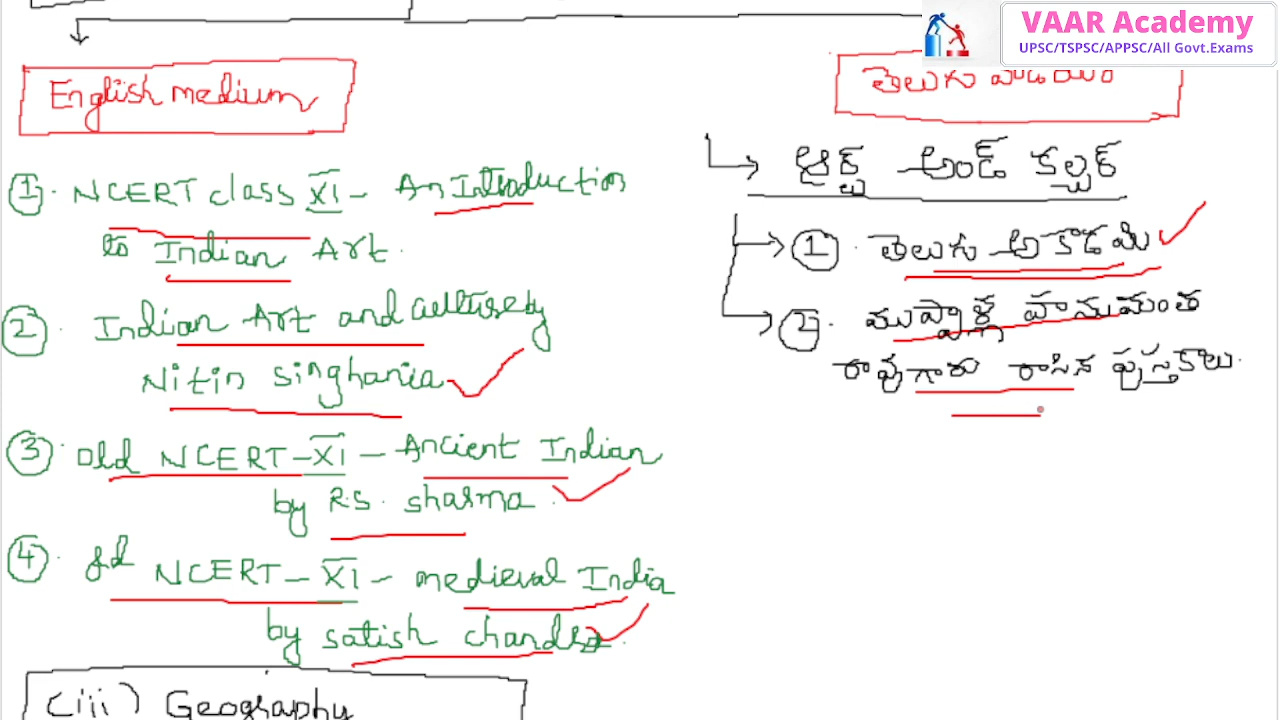 VAAR Academy
UPSC/TSPSC/APPSC/All Govt.Exams
English medium
① NCERT class XI - An Introduction
to Indian Art.
② Indian Art and culture by
Nitin singhania
③ old NCERT-XI - Ancient Indian
by R.S. sharma
④ NCERT-XI - medieval India
by satish chandra.
(iii) Geography
తెలుగు మాడియం
ఆర్ట్స్ అండ్ కల్చర్
① తెలుగు అకాడమి
② ముప్పాళ్ల హనుమంత
రావుగారు రాసిన పుస్తకాలు.